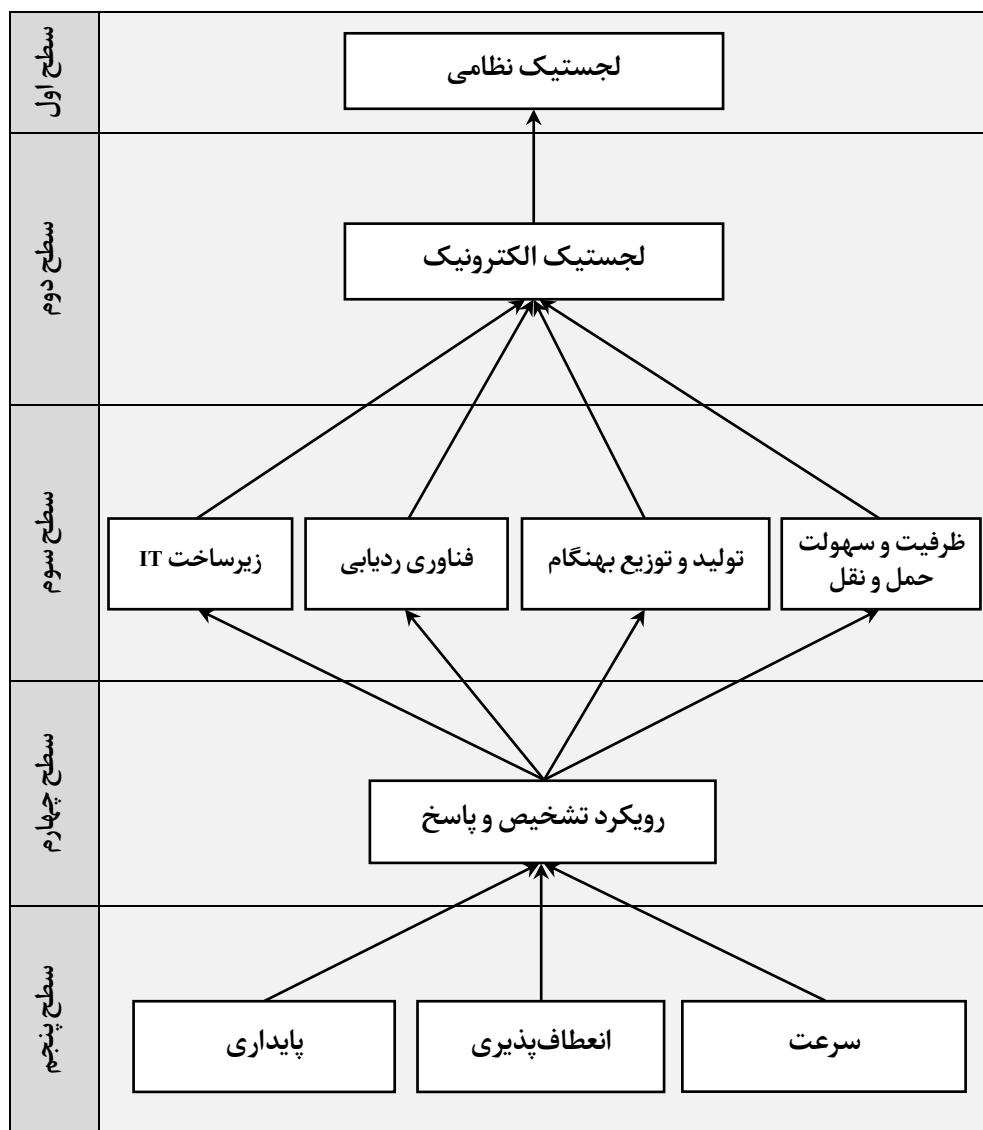 سطح اول
لجستیک نظامی
سطح دوم
لجستیک الکترونیک
سطح سوم
ظرفیت و سهولت
حمل و نقل
تولید و توزیع بهنگام
فناوری ردیابی
زیرساخت IT
سطح چهارم
رویکرد تشخیص و پاسخ
سطح پنجم
سرعت
انعطاف‌پذیری
پایداری